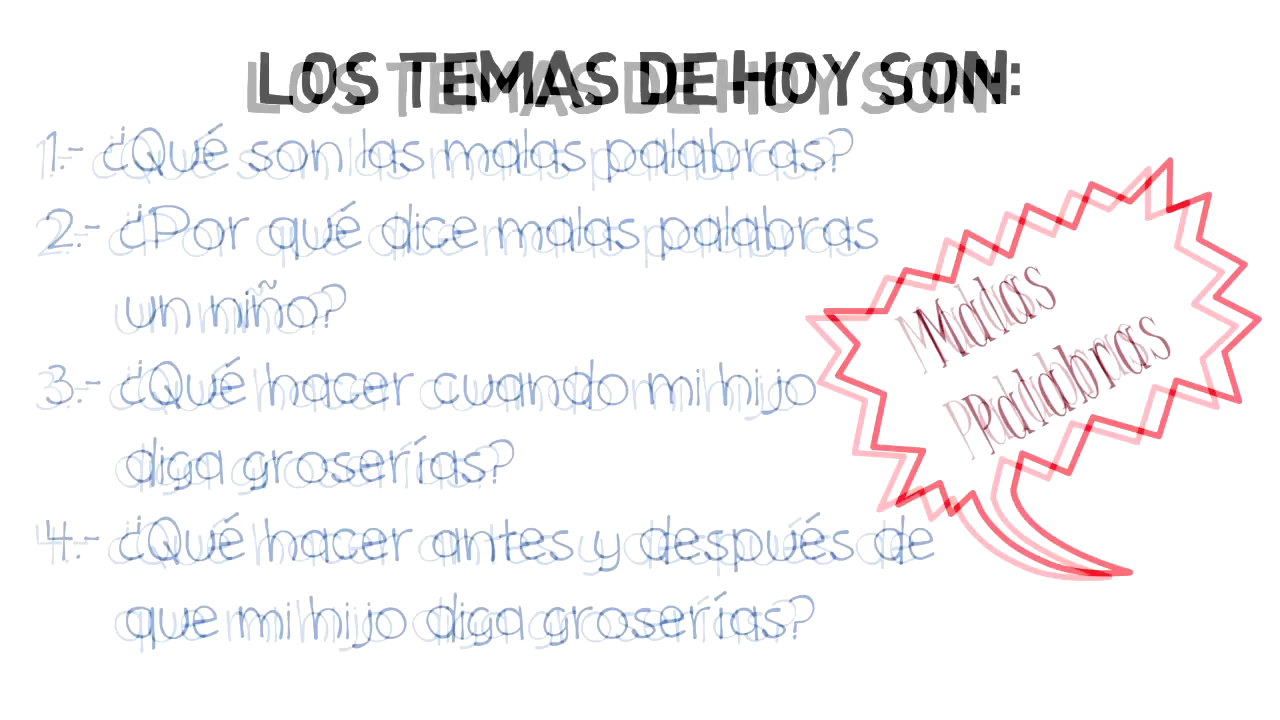 LOS TEMAS DE HOY SON:
1.- ¿Qué son las malas palabras?
2.- ¿Por qué dice malas palabras
un niño?
3.- ¿Qué hacer cuando mi hijo
diga groserías?
4.- ¿Qué hacer antes y después de
que mi hijo diga groserías?
Malas
Palabras